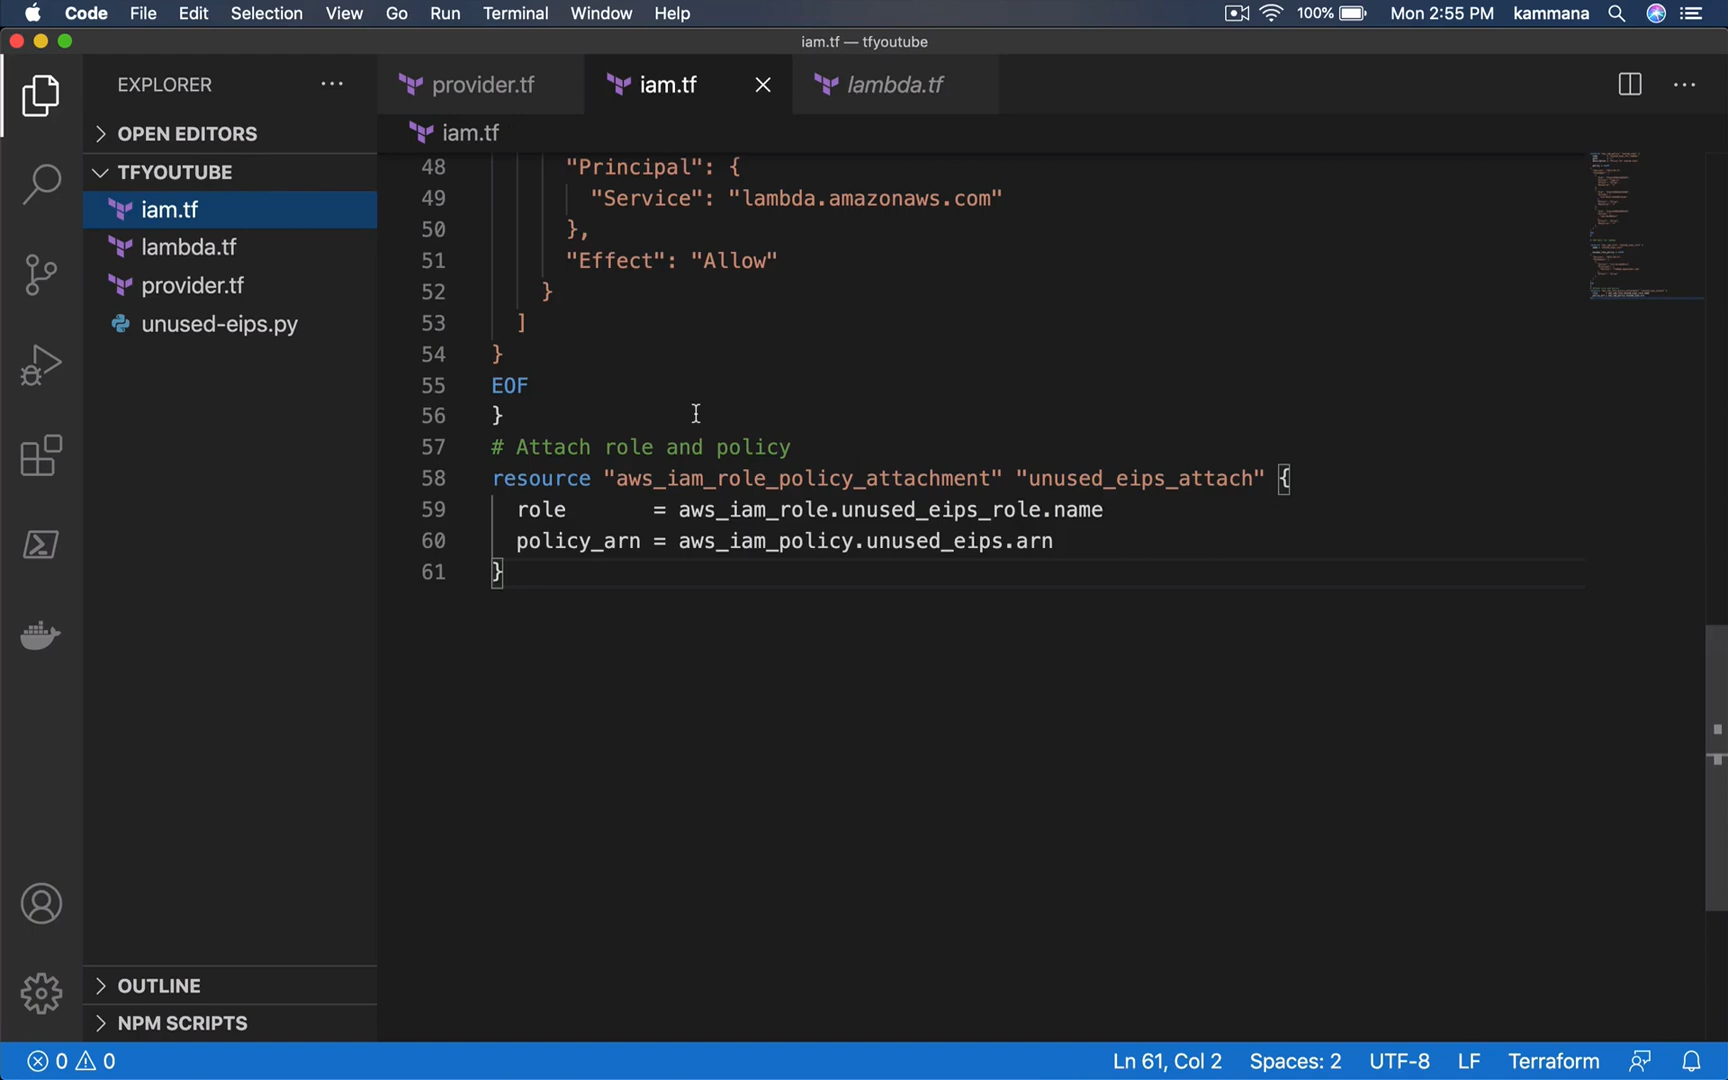 Code File Edit Selection View Go Run Terminal Window Help 100% Mon 2:55 PM kammana
iam.tf — tfyoutube
EXPLORER
provider.tf iam.tf lambda.tf
OPEN EDITORS
iam.tf
TFYOUTUBE
iam.tf
lambda.tf
provider.tf
unused-eips.py
48 "Principal": {
49 "Service": "lambda.amazonaws.com"
50 },
51 "Effect": "Allow"
52 }
53 ]
54 }
55 EOF
56 }
57 # Attach role and policy
58 resource "aws_iam_role_policy_attachment" "unused_eips_attach" {
59 role = aws_iam_role.unused_eips_role.name
60 policy_arn = aws_iam_policy.unused_eips.arn
61 }
OUTLINE
NPM SCRIPTS
0 0 Ln 61, Col 2 Spaces: 2 UTF-8 LF Terraform